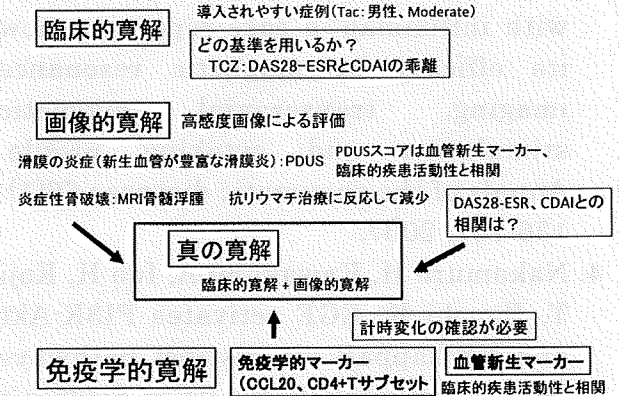 臨床的寛解
導入されやすい症例(Tac:男性、Moderate)
どの基準を用いるか?
TCZ:DAS28-ESRとCDAIの乖離
画像的寛解 高感度画像による評価
滑膜の炎症(新生血管が豊富な滑膜炎):PDUS
PDUSスコアは血管新生マーカー、
臨床的疾患活動性と相関
炎症性骨破壊:MRI骨髄浮腫 抗リウマチ治療に反応して減少
DAS28-ESR、CDAIとの
相関は?
真の寛解
臨床的寛解+画像的寛解
計時変化の確認が必要
免疫学的寛解
免疫学的マーカー
(CCL20、CD4+Tサブセット
血管新生マーカー
臨床的疾患活動性と相関